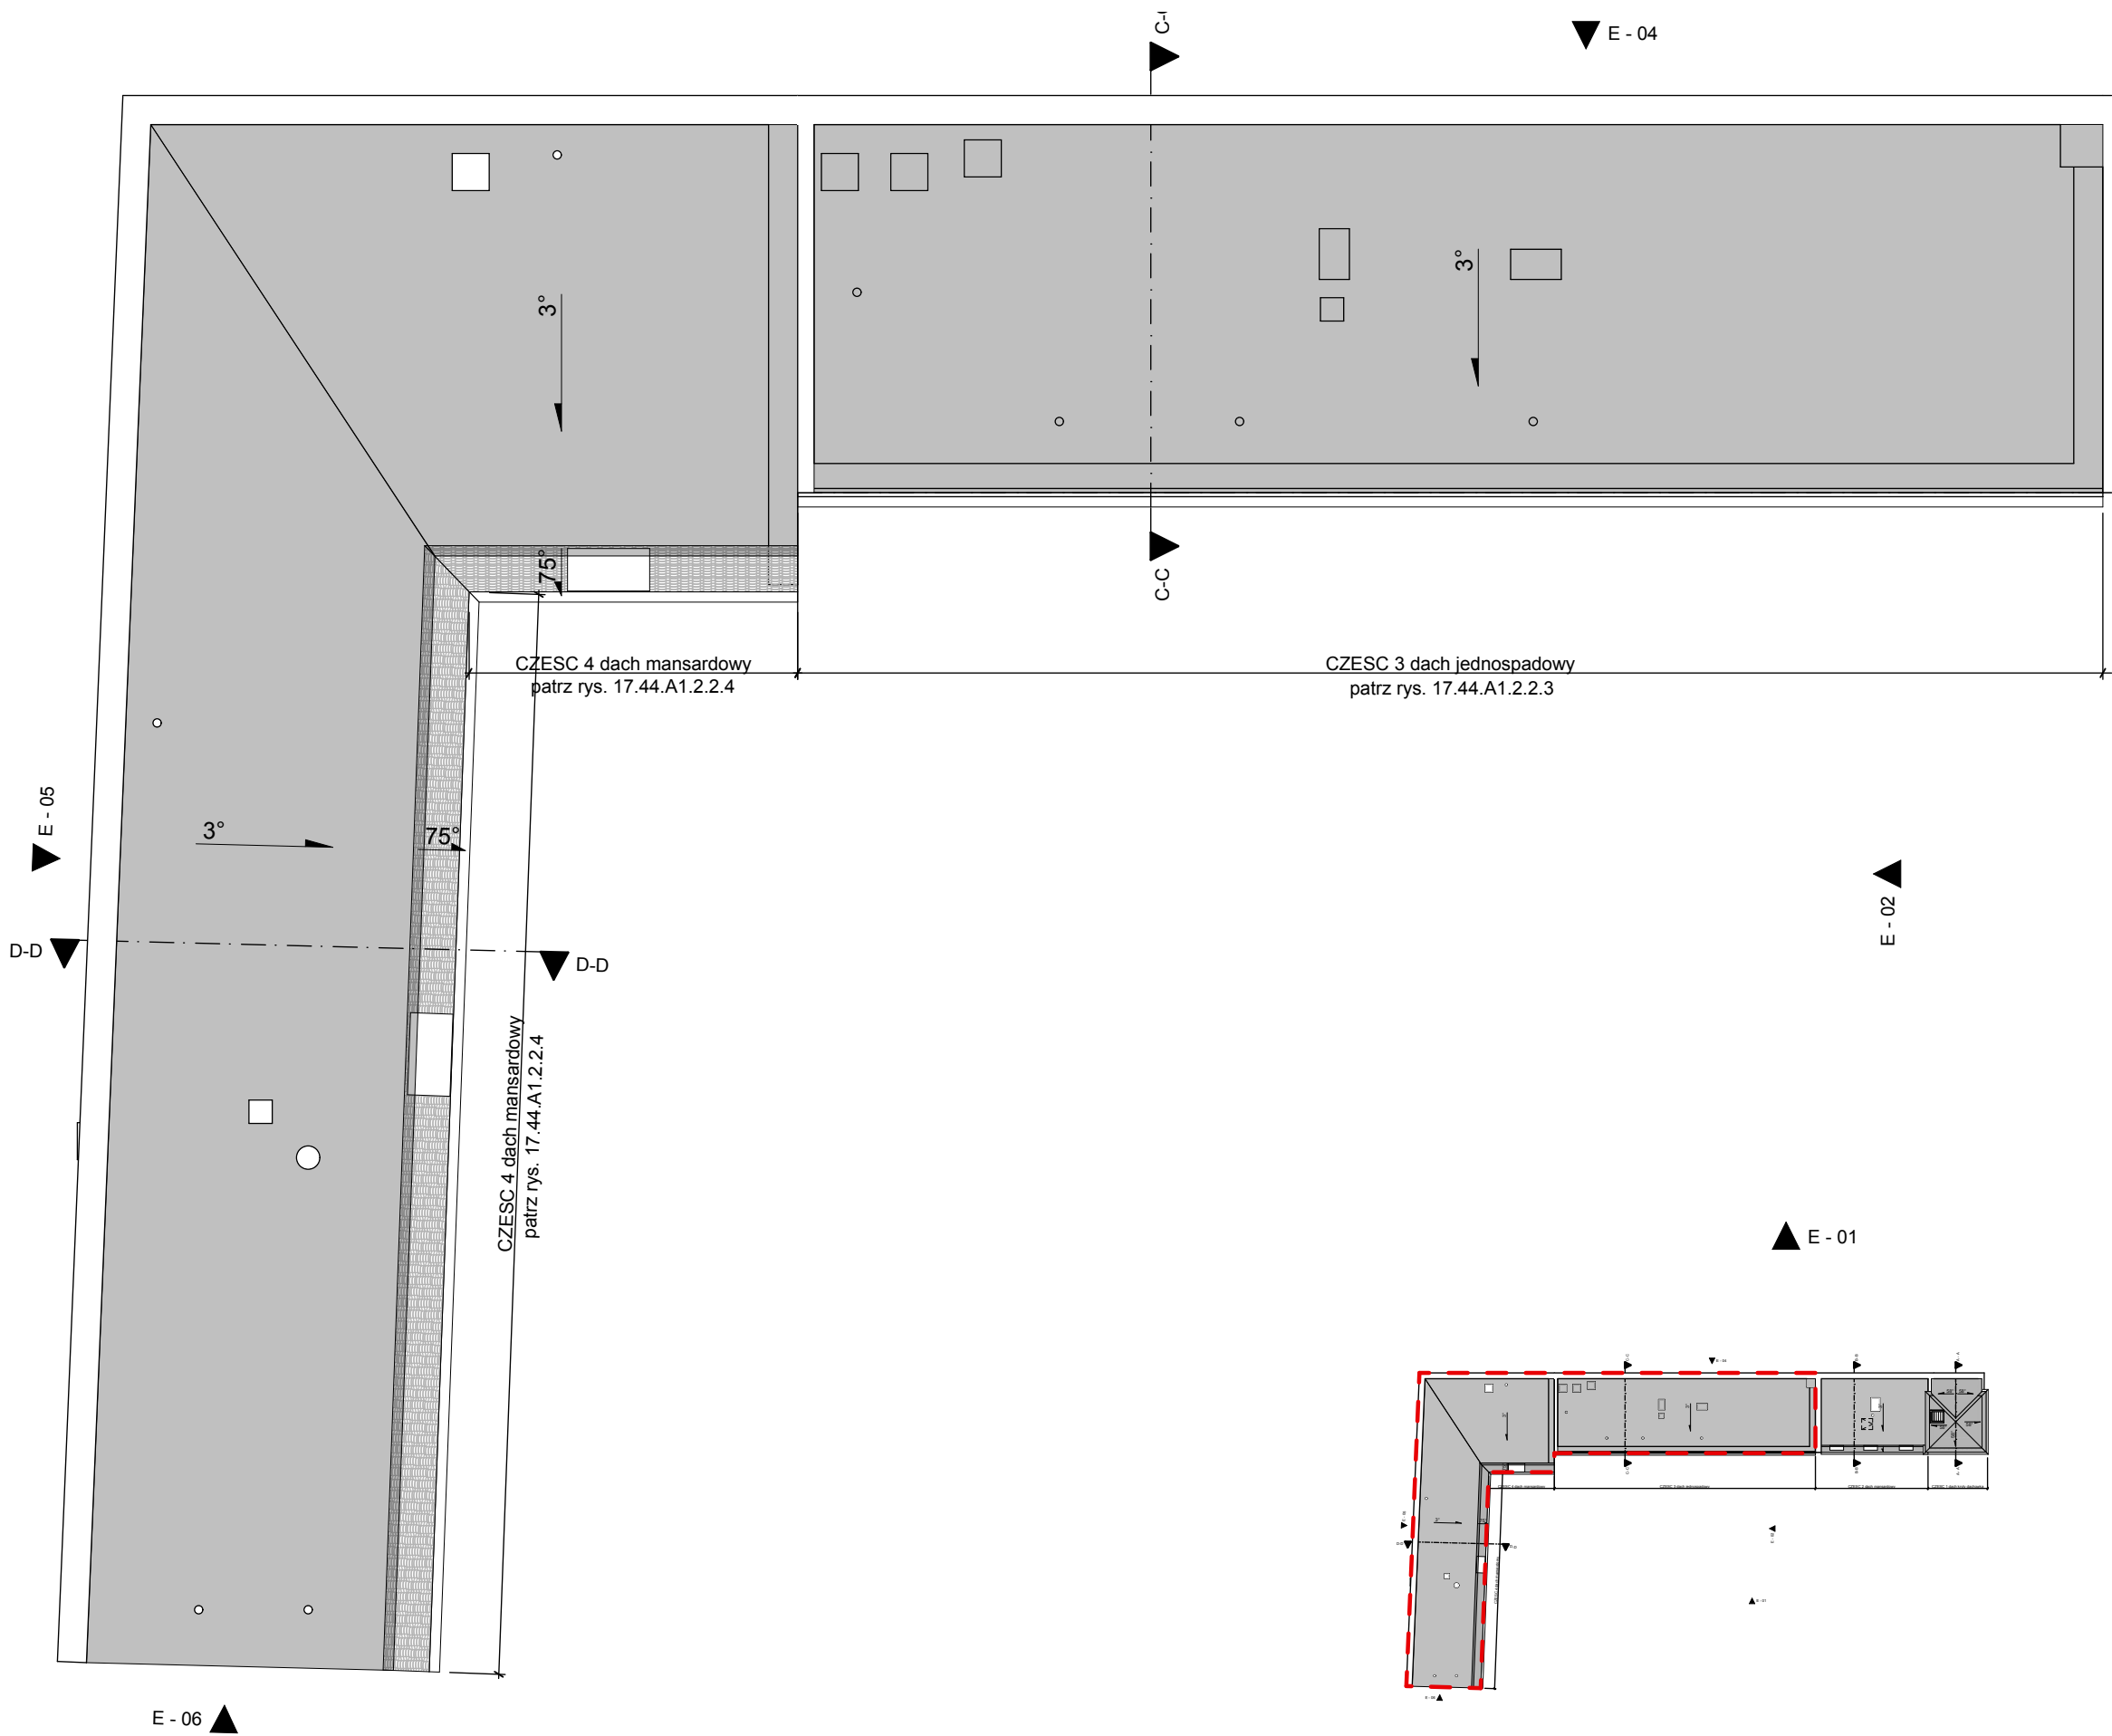 C-
E - 04
3°
3°
75°
C-C
CZESC 4 dach mansardowy
patrz rys. 17.44.A1.2.2.4
CZESC 3 dach jednospadowy
patrz rys. 17.44.A1.2.2.3
E - 05
3°
75°
E - 02
D-D
D-D
CZESC 4 dach mansardowy
patrz rys. 17.44.A1.2.2.4
E - 01
E - 06